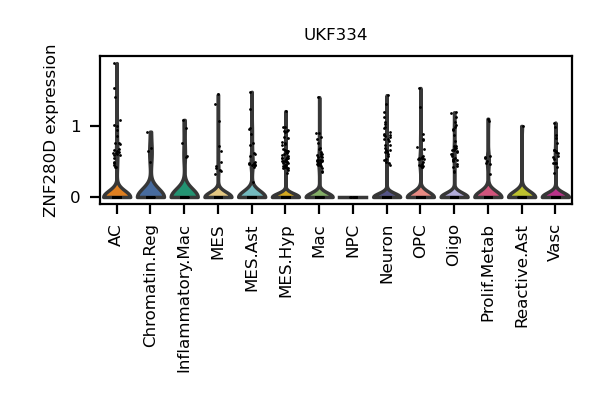 UKF334
ZNF280D expression
1
0
AC
Chromatin.Reg
Inflammatory.Mac
MES
MES.Ast
MES.Hyp
Mac
NPC
Neuron
OPC
Oligo
Prolif.Metab
Reactive.Ast
Vasc